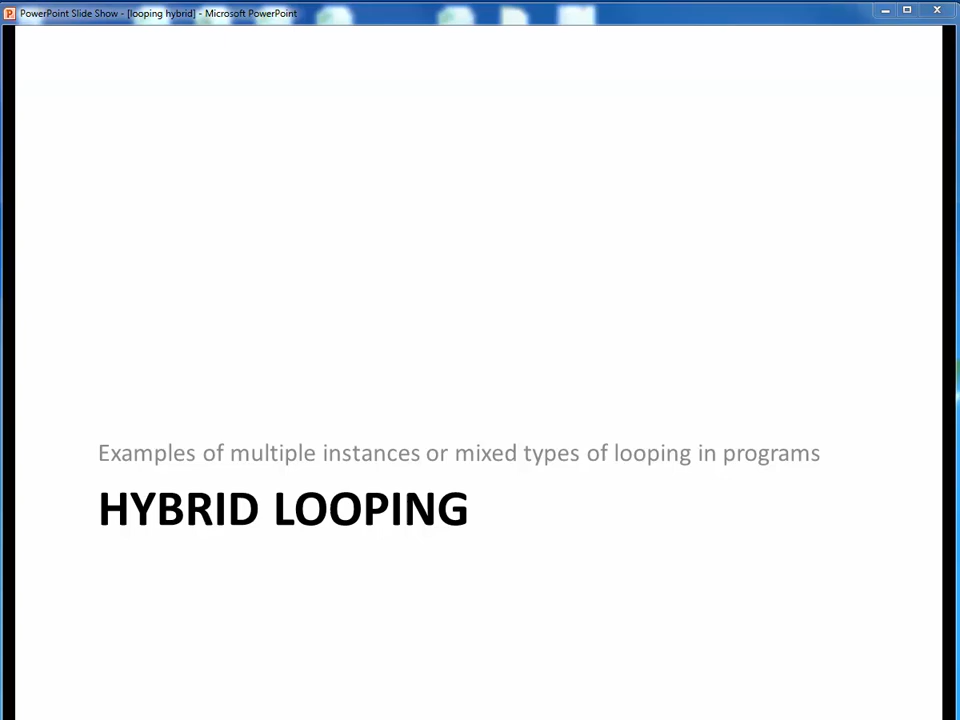 PowerPoint Slide Show - [looping hybrid] - Microsoft PowerPoint
Examples of multiple instances or mixed types of looping in programs
HYBRID LOOPING